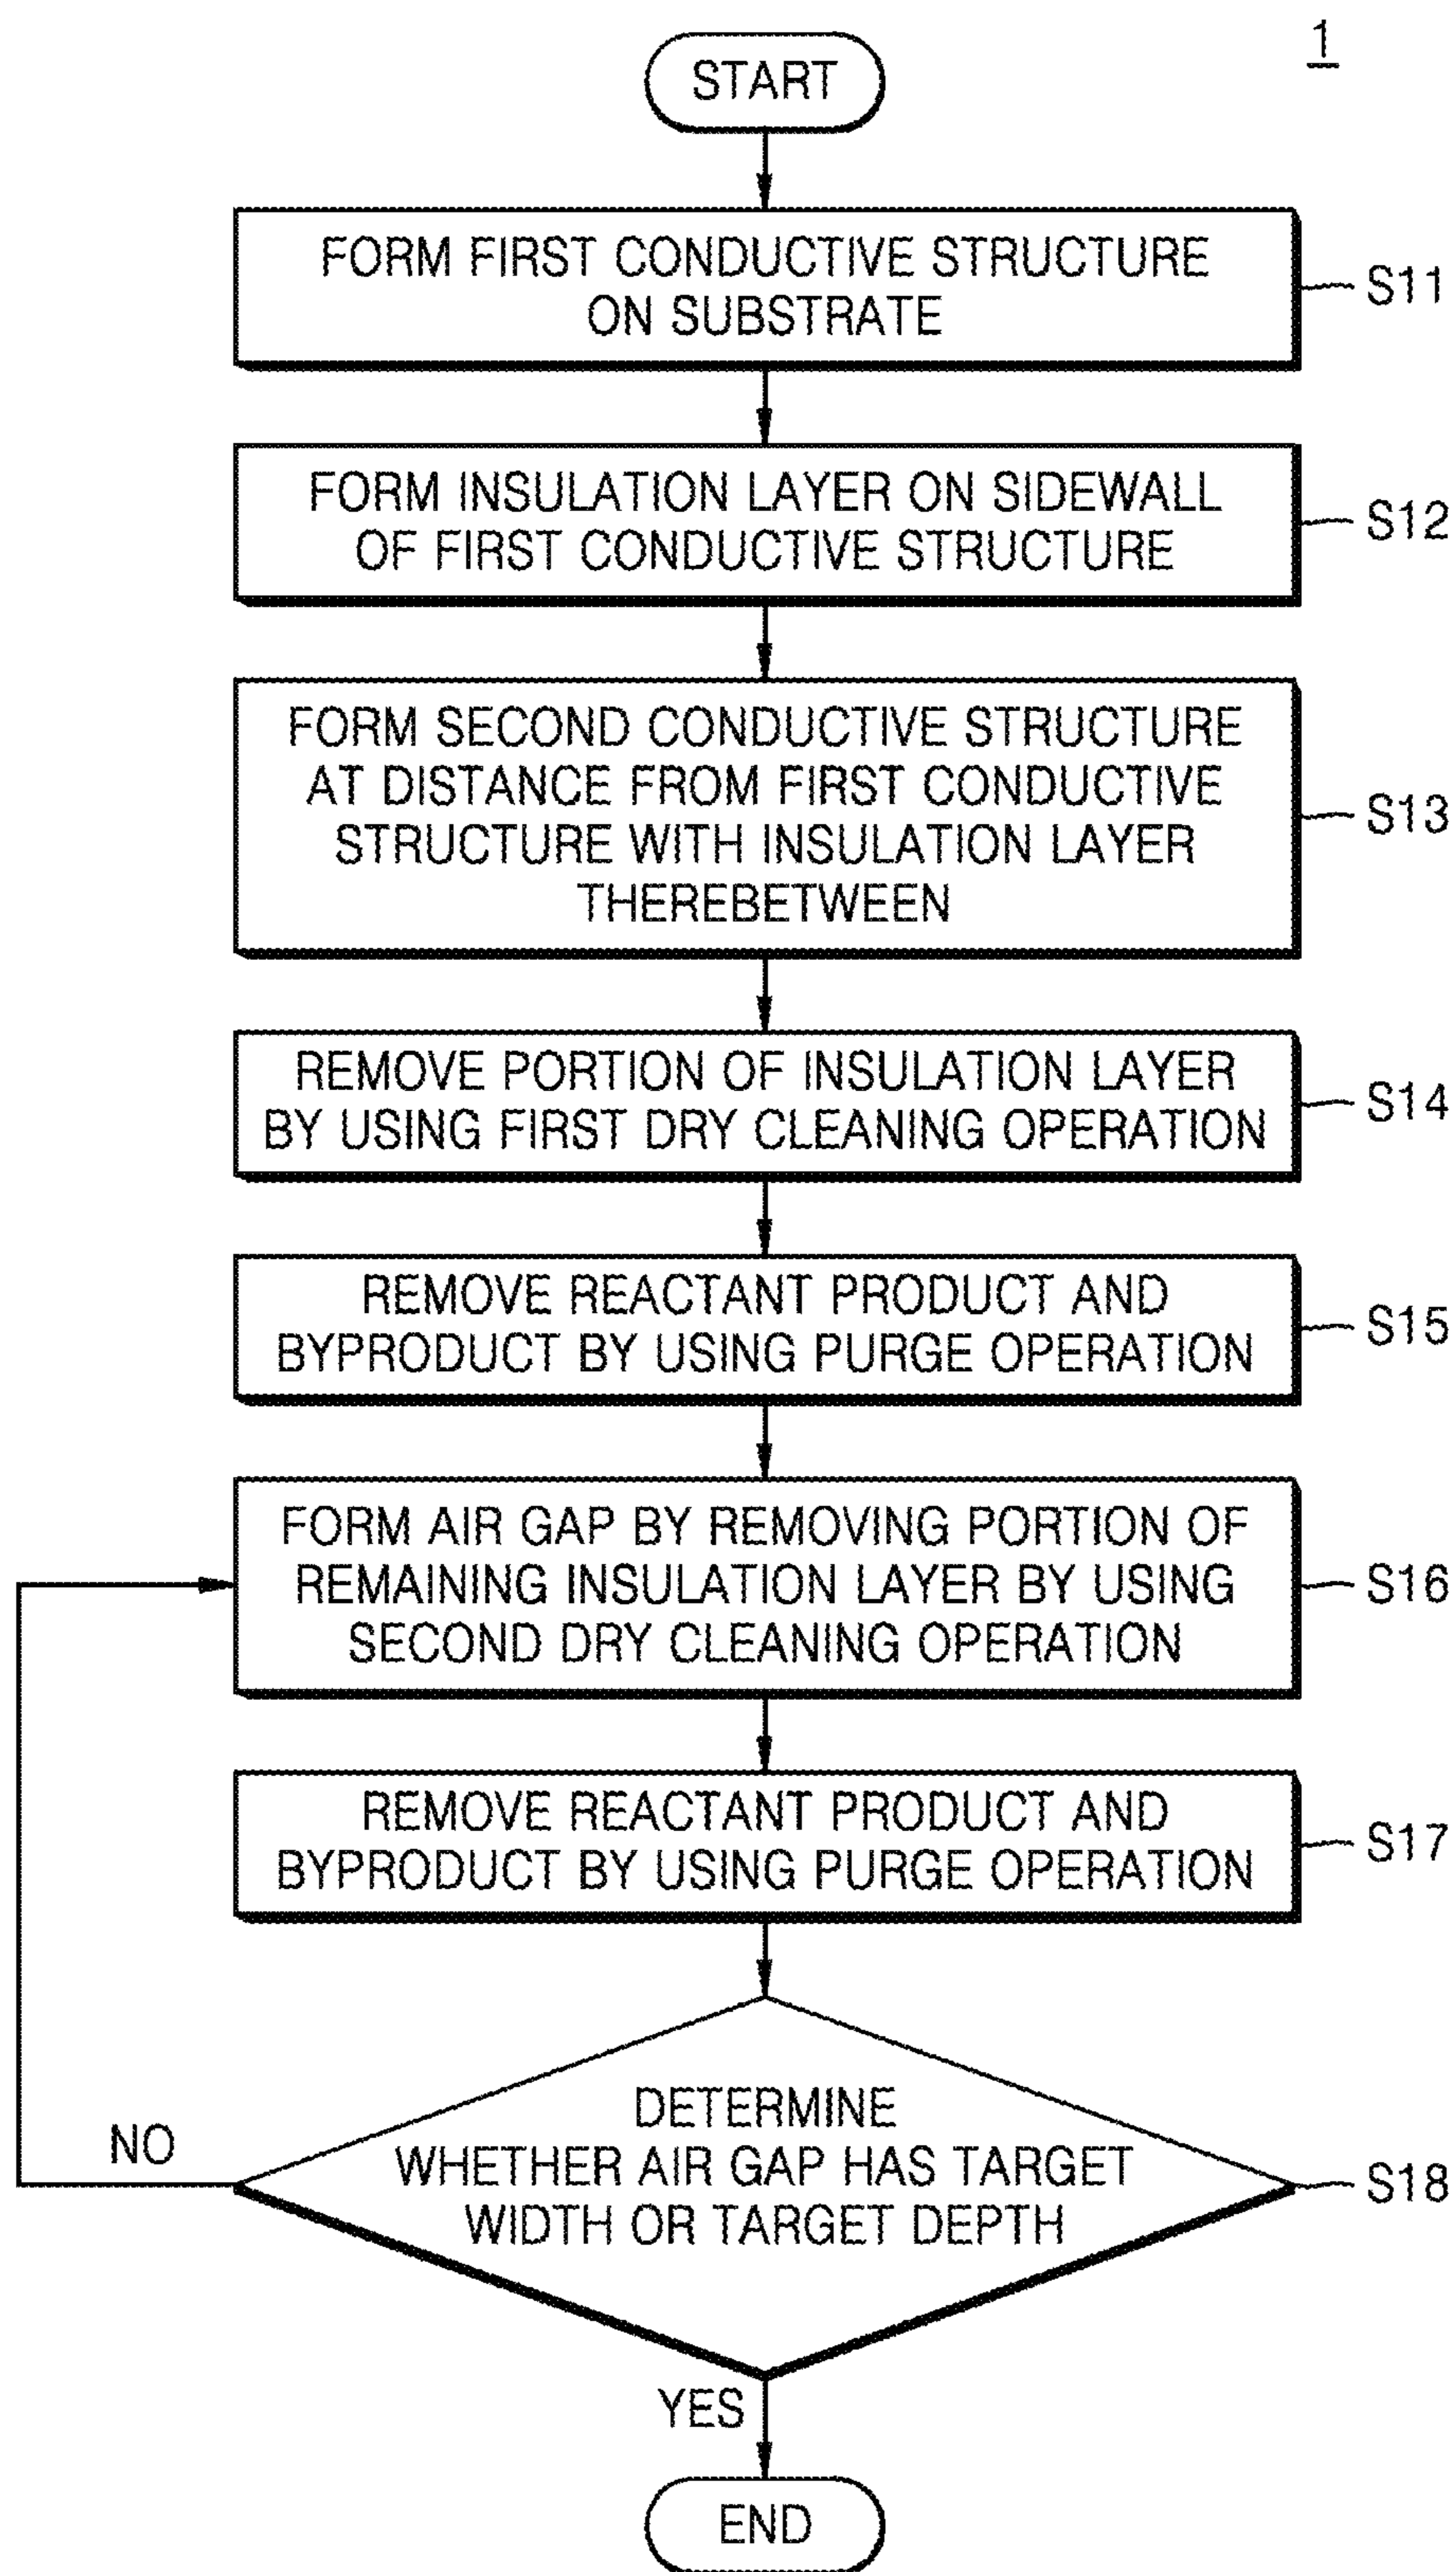 1
START
FORM FIRST CONDUCTIVE STRUCTURE
ON SUBSTRATE
S11
FORM INSULATION LAYER ON SIDEWALL
OF FIRST CONDUCTIVE STRUCTURE
S12
FORM SECOND CONDUCTIVE STRUCTURE
AT DISTANCE FROM FIRST CONDUCTIVE
STRUCTURE WITH INSULATION LAYER
THEREBETWEEN
S13
REMOVE PORTION OF INSULATION LAYER
BY USING FIRST DRY CLEANING OPERATION
S14
REMOVE REACTANT PRODUCT AND
BYPRODUCT BY USING PURGE OPERATION
S15
FORM AIR GAP BY REMOVING PORTION OF
REMAINING INSULATION LAYER BY USING
SECOND DRY CLEANING OPERATION
S16
REMOVE REACTANT PRODUCT AND
BYPRODUCT BY USING PURGE OPERATION
S17
DETERMINE
WHETHER AIR GAP HAS TARGET
WIDTH OR TARGET DEPTH
S18
NO
YES
END